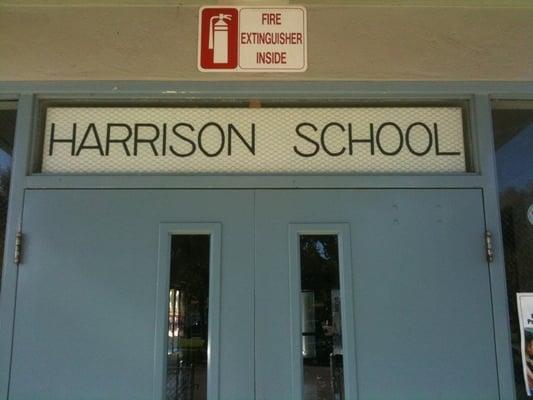 FIRE
EXTINGUISHER
INSIDE
HARRISON SCHOOL